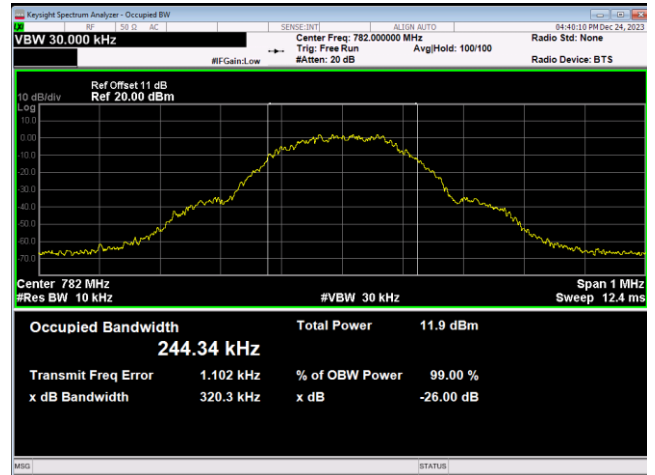 Keysight Spectrum Analyzer - Occupied BW
RF 50 Ω AC SENSE:INT ALIGN AUTO 04:40:10 PM Dec 24, 2023
VBW 30.000 kHz Center Freq: 782.000000 MHz Radio Std: None
Trig: Free Run Avg|Hold: 100/100
#IFGain:Low #Atten: 20 dB Radio Device: BTS
Ref Offset 11 dB
10 dB/div Ref 20.00 dBm
Log
10.0
0.00
-10.0
-20.0
-30.0
-40.0
-50.0
-60.0
-70.0
Center 782 MHz Span 1 MHz
#Res BW 10 kHz #VBW 30 kHz Sweep 12.4 ms
Occupied Bandwidth Total Power 11.9 dBm
244.34 kHz
Transmit Freq Error 1.102 kHz % of OBW Power 99.00 %
x dB Bandwidth 320.3 kHz x dB -26.00 dB
MSG STATUS